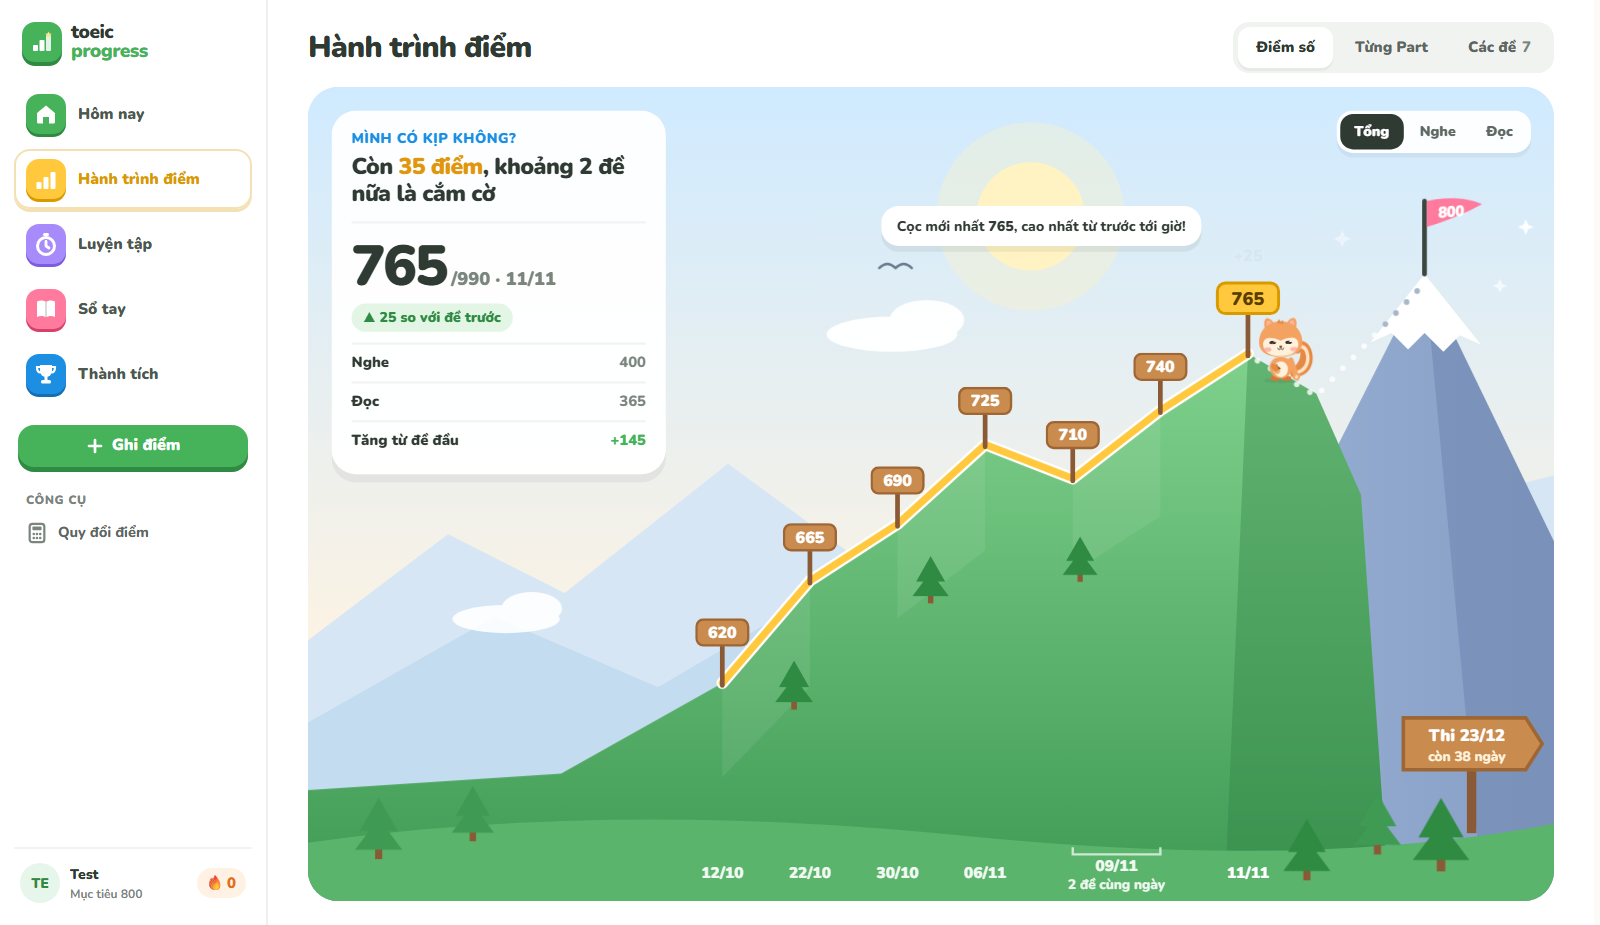 toeic
progress
Hôm nay
Hành trình điểm
Luyện tập
Sổ tay
Thành tích
Ghi điểm
CÔNG CỤ
Quy đổi điểm
TE
Test
Mục tiêu 800
0
Hành trình điểm
Điểm số
Từng Part
Các đề 7
MÌNH CÓ KỊP KHÔNG?
Còn 35 điểm, khoảng 2 đề
nữa là cắm cờ
765/990 · 11/11
▲ 25 so với đề trước
Nghe 400
Đọc 365
Tăng từ đề đầu +145
Tổng
Nghe
Đọc
Cọc mới nhất 765, cao nhất từ trước tới giờ!
800
+25
765
740
725
710
690
665
620
Thi 23/12
còn 38 ngày
12/10
22/10
30/10
06/11
09/11
2 đề cùng ngày
11/11